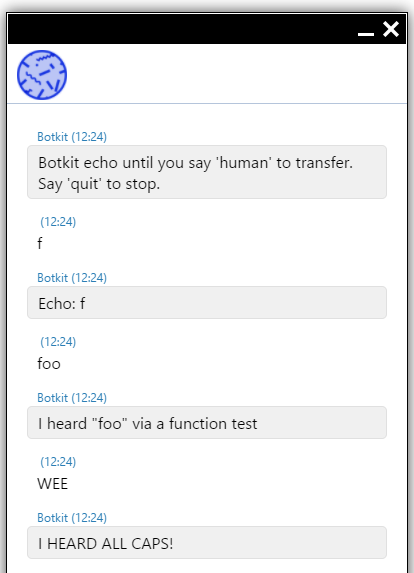 Botkit (12:24)
Botkit echo until you say 'human' to transfer.
Say 'quit' to stop.
(12:24)
f
Botkit (12:24)
Echo: f
(12:24)
foo
Botkit (12:24)
I heard "foo" via a function test
(12:24)
WEE
Botkit (12:24)
I HEARD ALL CAPS!